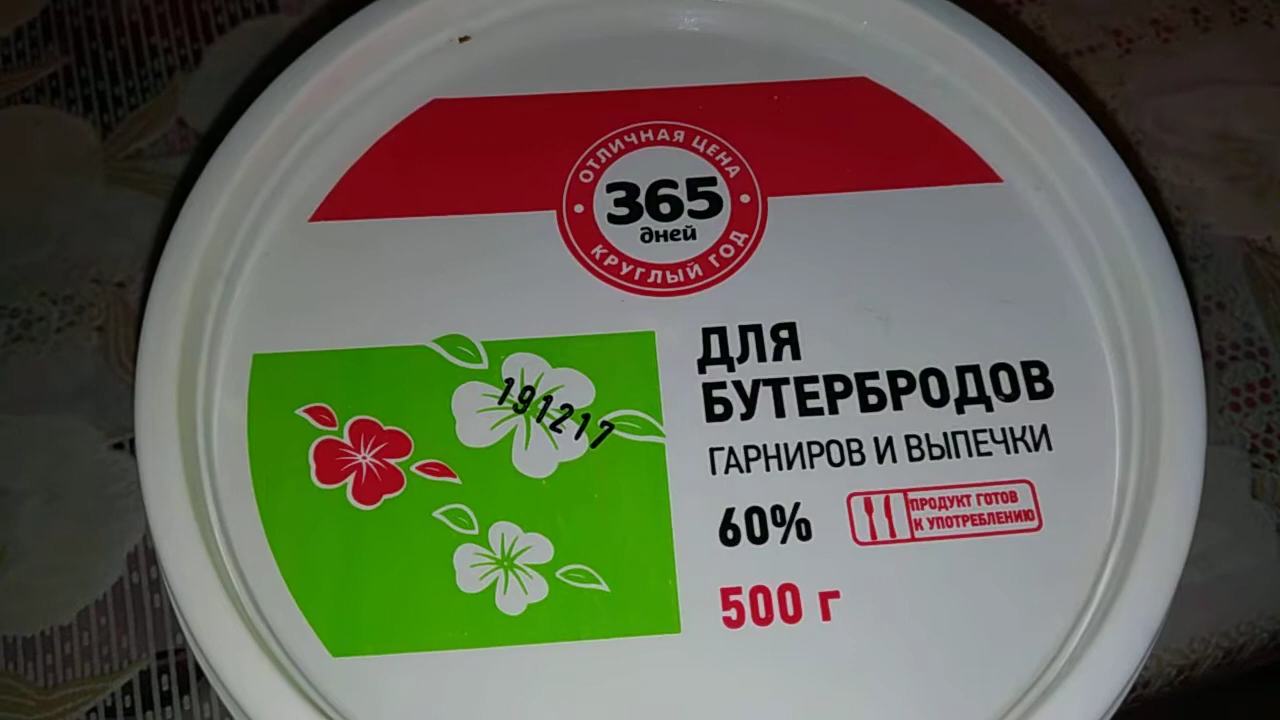 ОТЛИЧНАЯ ЦЕНА
365
дней
КРУГЛЫЙ ГОД
ДЛЯ
БУТЕРБРОДОВ
ГАРНИРОВ И ВЫПЕЧКИ
60%
ПРОДУКТ ГОТОВ
К УПОТРЕБЛЕНИЮ
500 г
191217